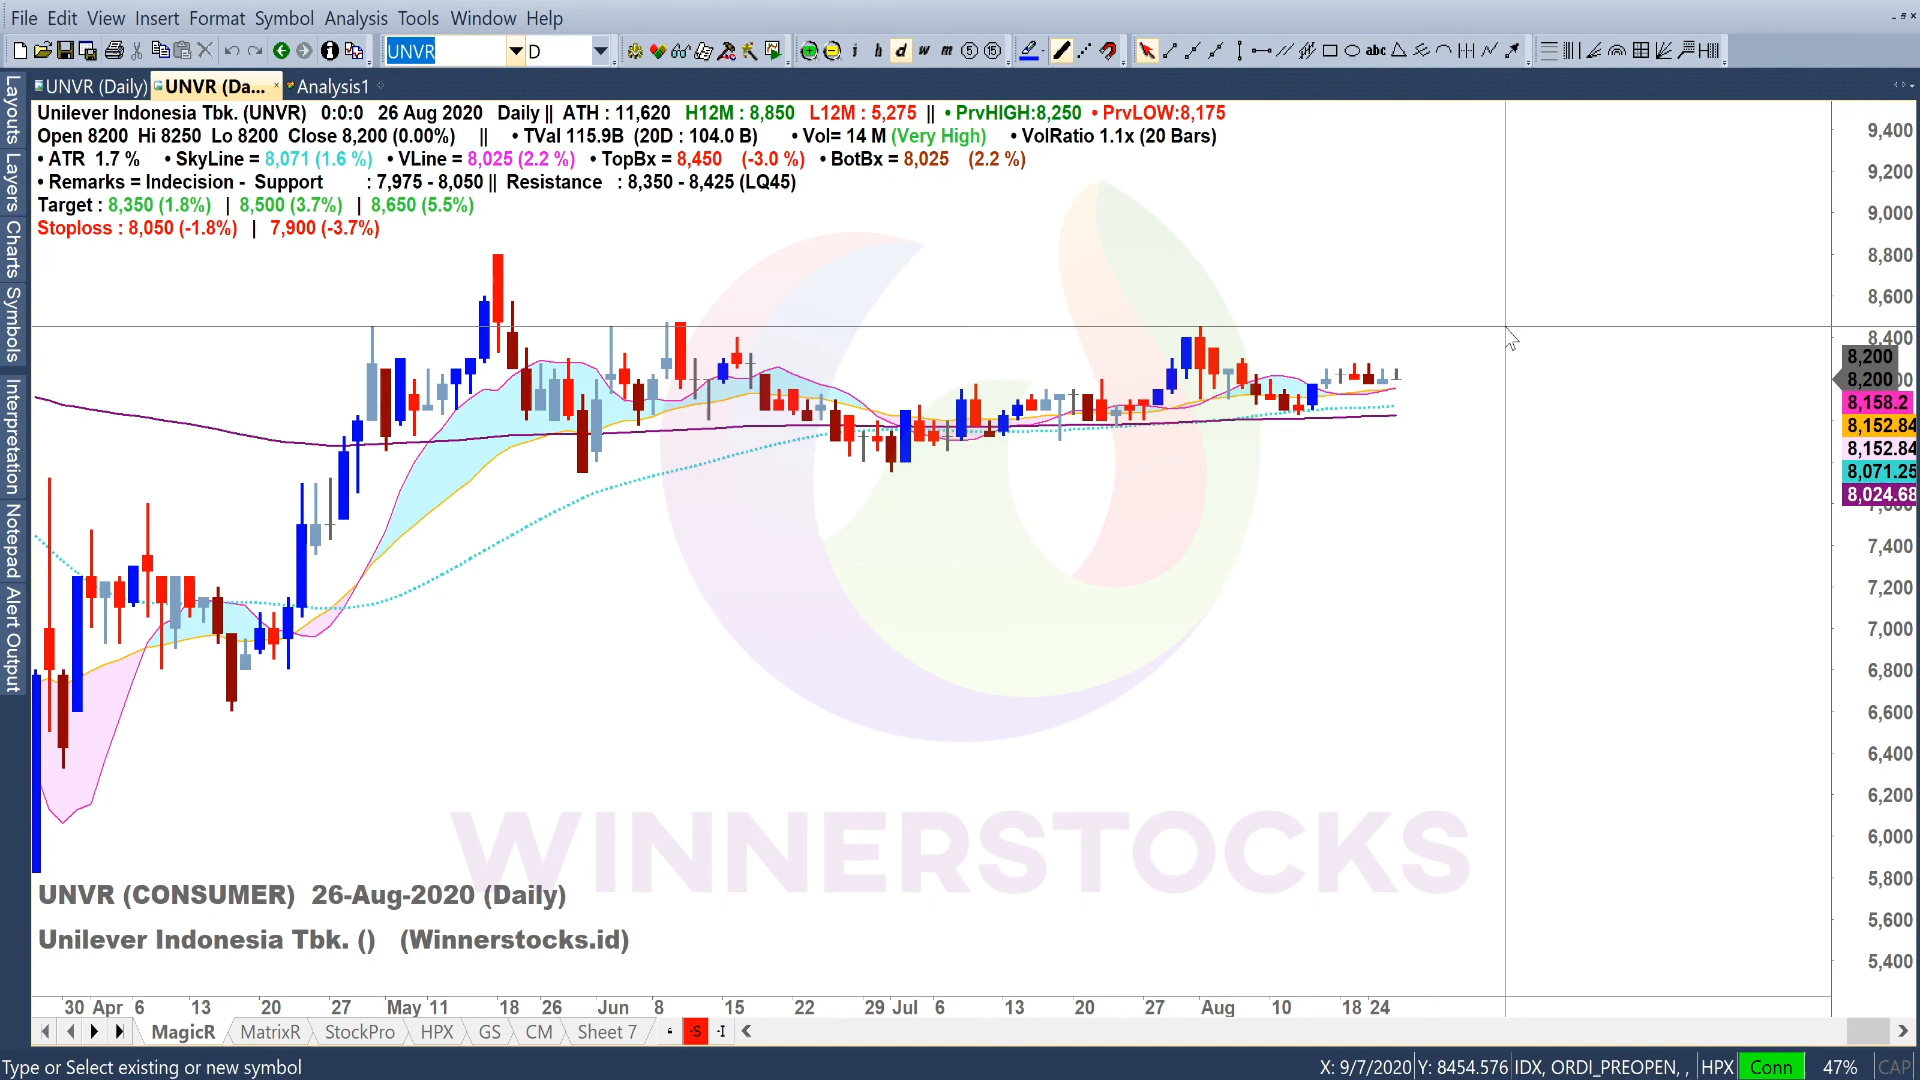 File Edit View Insert Format Symbol Analysis Tools Window Help
UNVR D i h d w m 5 15 abc
UNVR (Daily) UNVR (Da... Analysis1
Layouts Layers Charts Symbols Interpretation Notepad Alert Output
Unilever Indonesia Tbk. (UNVR) 0:0:0 26 Aug 2020 Daily || ATH : 11,620 H12M : 8,850 L12M : 5,275 || • PrvHIGH:8,250 • PrvLOW:8,175
Open 8200 Hi 8250 Lo 8200 Close 8,200 (0.00%) || • TVal 115.9B (20D : 104.0 B) • Vol= 14 M (Very High) • VolRatio 1.1x (20 Bars)
• ATR 1.7 % • SkyLine = 8,071 (1.6 %) • VLine = 8,025 (2.2 %) • TopBx = 8,450 (-3.0 %) • BotBx = 8,025 (2.2 %)
• Remarks = Indecision - Support : 7,975 - 8,050 || Resistance : 8,350 - 8,425 (LQ45)
Target : 8,350 (1.8%) | 8,500 (3.7%) | 8,650 (5.5%)
Stoploss : 8,050 (-1.8%) | 7,900 (-3.7%)
9,400
9,200
9,000
8,800
8,600
8,400
8,200
8,200
8,158.2
8,152.84
8,152.84
8,071.25
8,024.68
7,400
7,200
7,000
6,800
6,600
6,400
6,200
6,000
5,800
5,600
5,400
WINNERSTOCKS
UNVR (CONSUMER) 26-Aug-2020 (Daily)
Unilever Indonesia Tbk. () (Winnerstocks.id)
30 Apr 6 13 20 27 May 11 18 26 Jun 8 15 22 29 Jul 6 13 20 27 Aug 10 18 24
MagicR MatrixR StockPro HPX GS CM Sheet 7 -S -I
Type or Select existing or new symbol X: 9/7/2020 Y: 8454.576 IDX, ORDI_PREOPEN, , HPX Conn 47% CAP